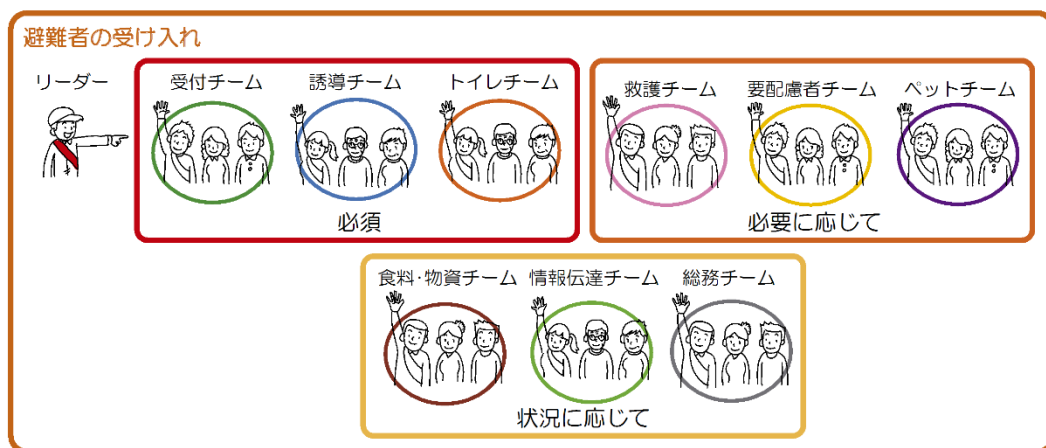 避難者の受け入れ
リーダー
受付チーム
誘導チーム
トイレチーム
必須
救護チーム
要配慮者チーム
ペットチーム
必要に応じて
食料・物資チーム
情報伝達チーム
総務チーム
状況に応じて